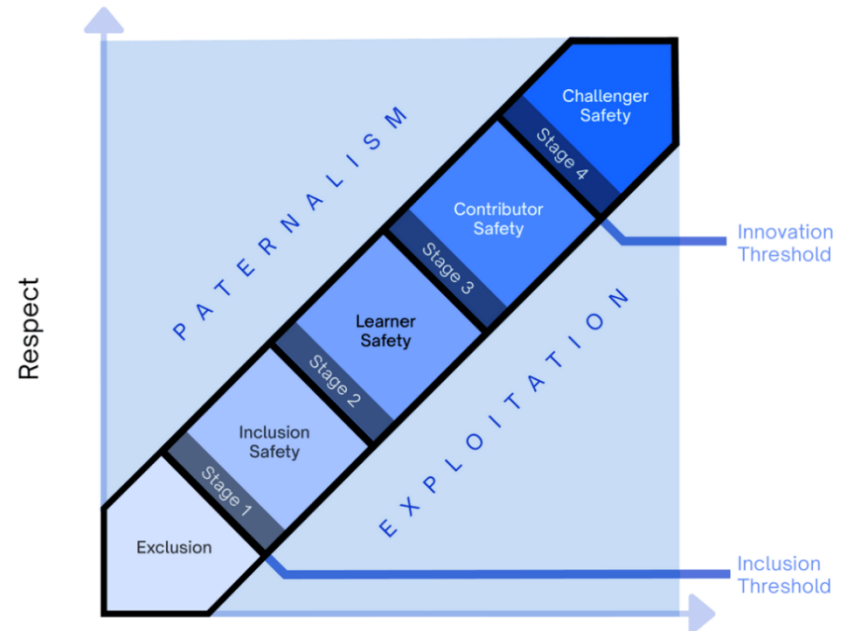 Challenger
Safety
Stage 4
PATERNALISM
Contributor
Safety
Innovation
Threshold
Stage 3
Respect
Learner
Safety
EXPLOITATION
Stage 2
Inclusion
Safety
Stage 1
Exclusion
Inclusion
Threshold